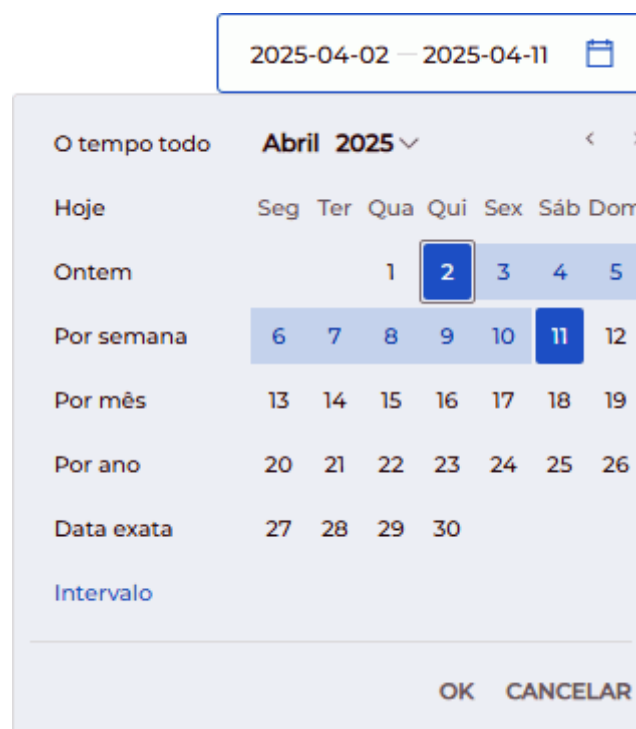 2025-04-02 — 2025-04-11
O tempo todo Abril 2025
Hoje Seg Ter Qua Qui Sex Sáb Dom
Ontem 1 2 3 4 5
Por semana 6 7 8 9 10 11 12
Por mês 13 14 15 16 17 18 19
Por ano 20 21 22 23 24 25 26
Data exata 27 28 29 30
Intervalo
OK CANCELAR